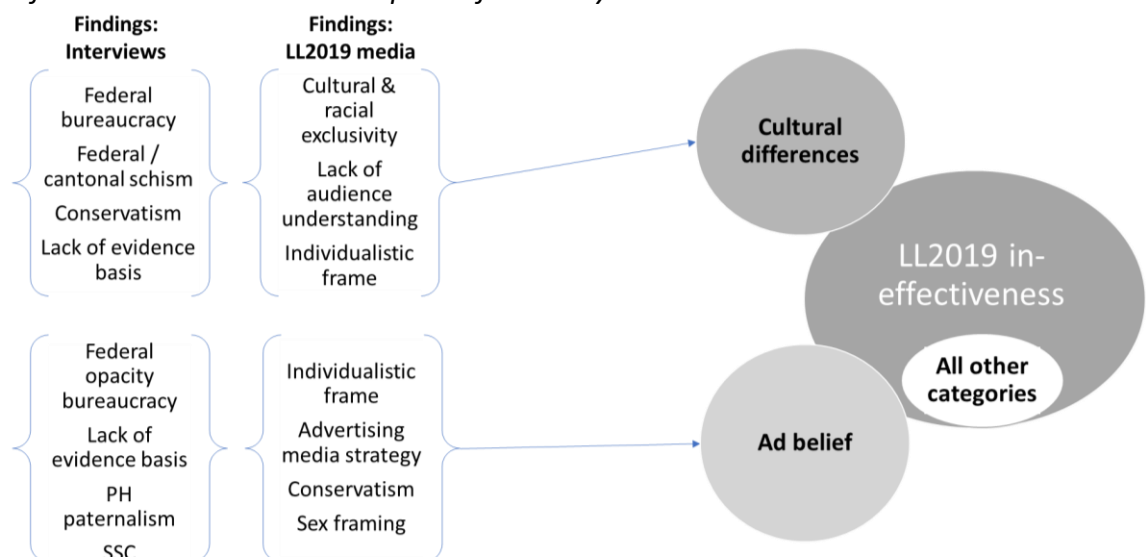 Findings:
Interviews
Findings:
LL2019 media
Federal
bureaucracy
Federal /
cantonal schism
Conservatism
Lack of evidence
basis
Cultural &
racial
exclusivity
Lack of
audience
understanding
Individualistic
frame
Cultural
differences
LL2019 in-
effectiveness
All other
categories
Federal
opacity
bureaucracy
Lack of
evidence basis
PH
paternalism
SSC
Individualistic
frame
Advertising
media strategy
Conservatism
Sex framing
Ad belief